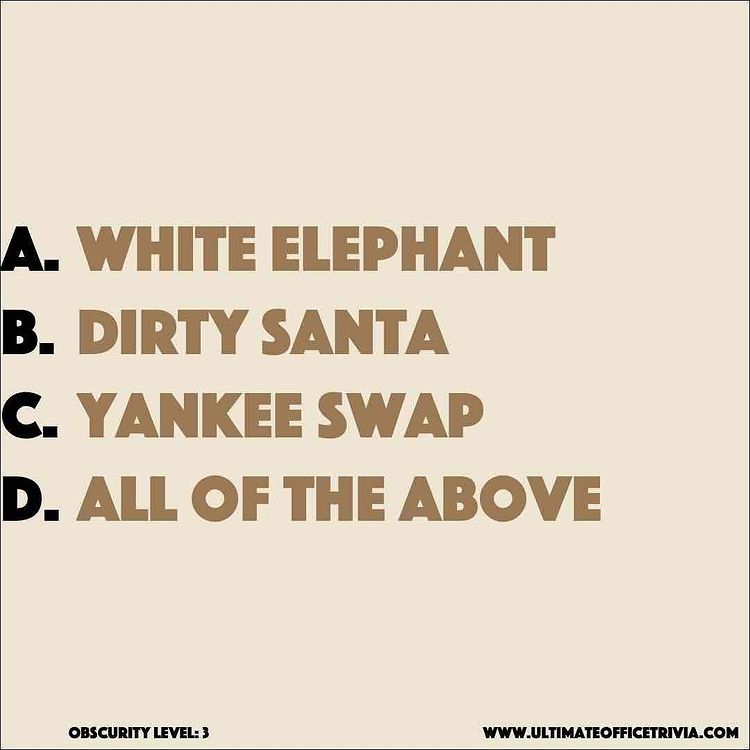 A. WHITE ELEPHANT
B. DIRTY SANTA
C. YANKEE SWAP
D. ALL OF THE ABOVE
OBSCURITY LEVEL: 3
WWW.ULTIMATEOFFICETRIVIA.COM